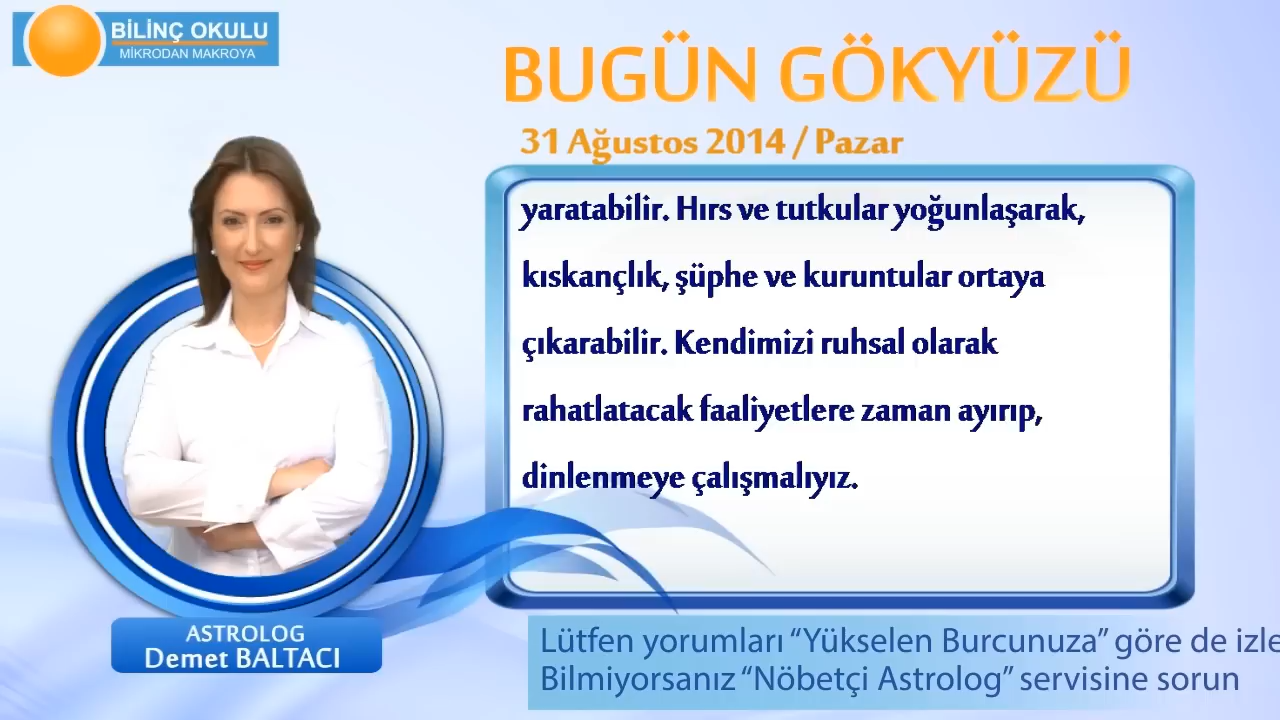 BİLİNÇ OKULU
MİKRODAN MAKROYA
BUGÜN GÖKYÜZÜ
31 Ağustos 2014 / Pazar
yaratabilir. Hırs ve tutkular yoğunlaşarak,
kıskançlık, şüphe ve kuruntular ortaya
çıkarabilir. Kendimizi ruhsal olarak
rahatlatacak faaliyetlere zaman ayırıp,
dinlenmeye çalışmalıyız.
ASTROLOG
Demet BALTACI
Lütfen yorumları “Yükselen Burcunuza” göre de izle
Bilmiyorsanız “Nöbetçi Astrolog” servisine sorun